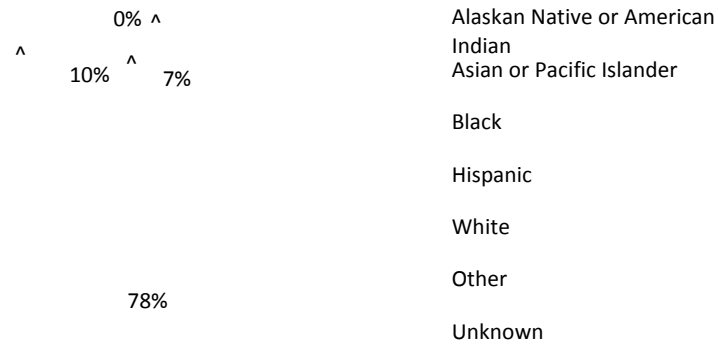 0% ^
^
^
10%
7%
78%
Alaskan Native or American
Indian
Asian or Pacific Islander
Black
Hispanic
White
Other
Unknown